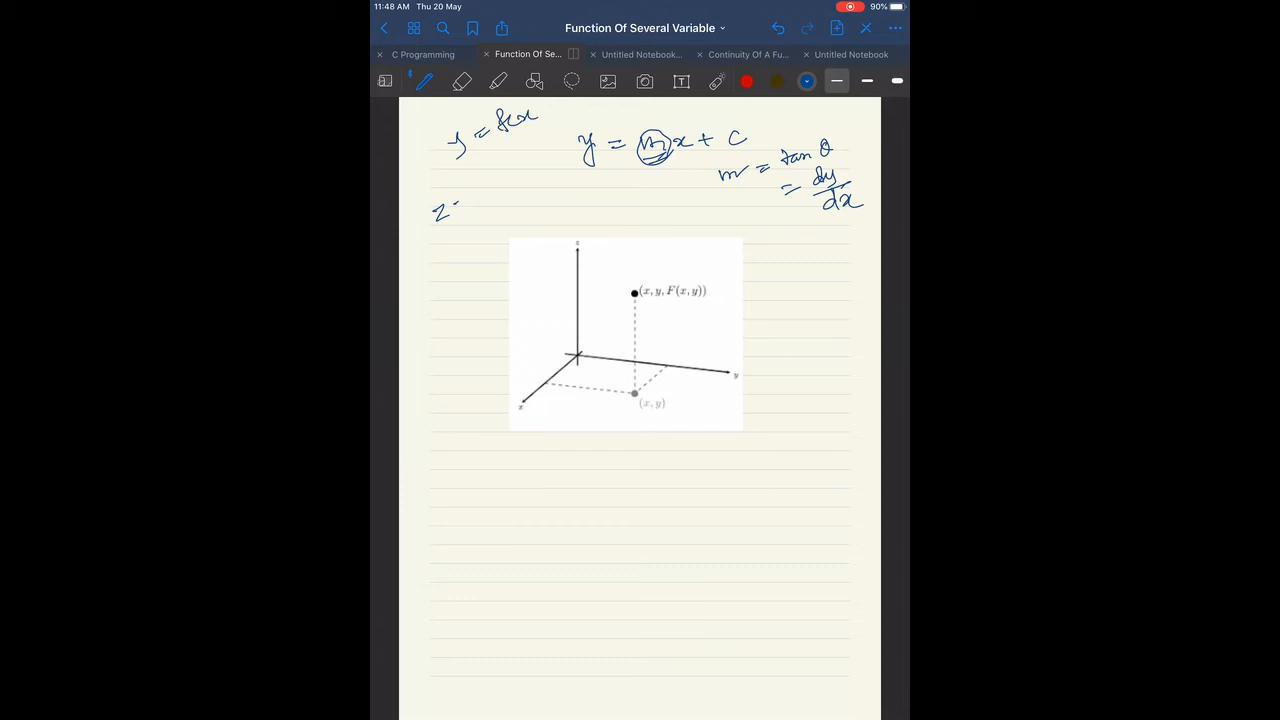 11:48 AM Thu 20 May
90%
Function Of Several Variable
C Programming
Function Of Se...
Untitled Notebook...
Continuity Of A Fu...
Untitled Notebook
T
y = mx + c
m = tan θ
= dy/dx
z
z
(x, y, F(x, y))
y
x
(x, y)